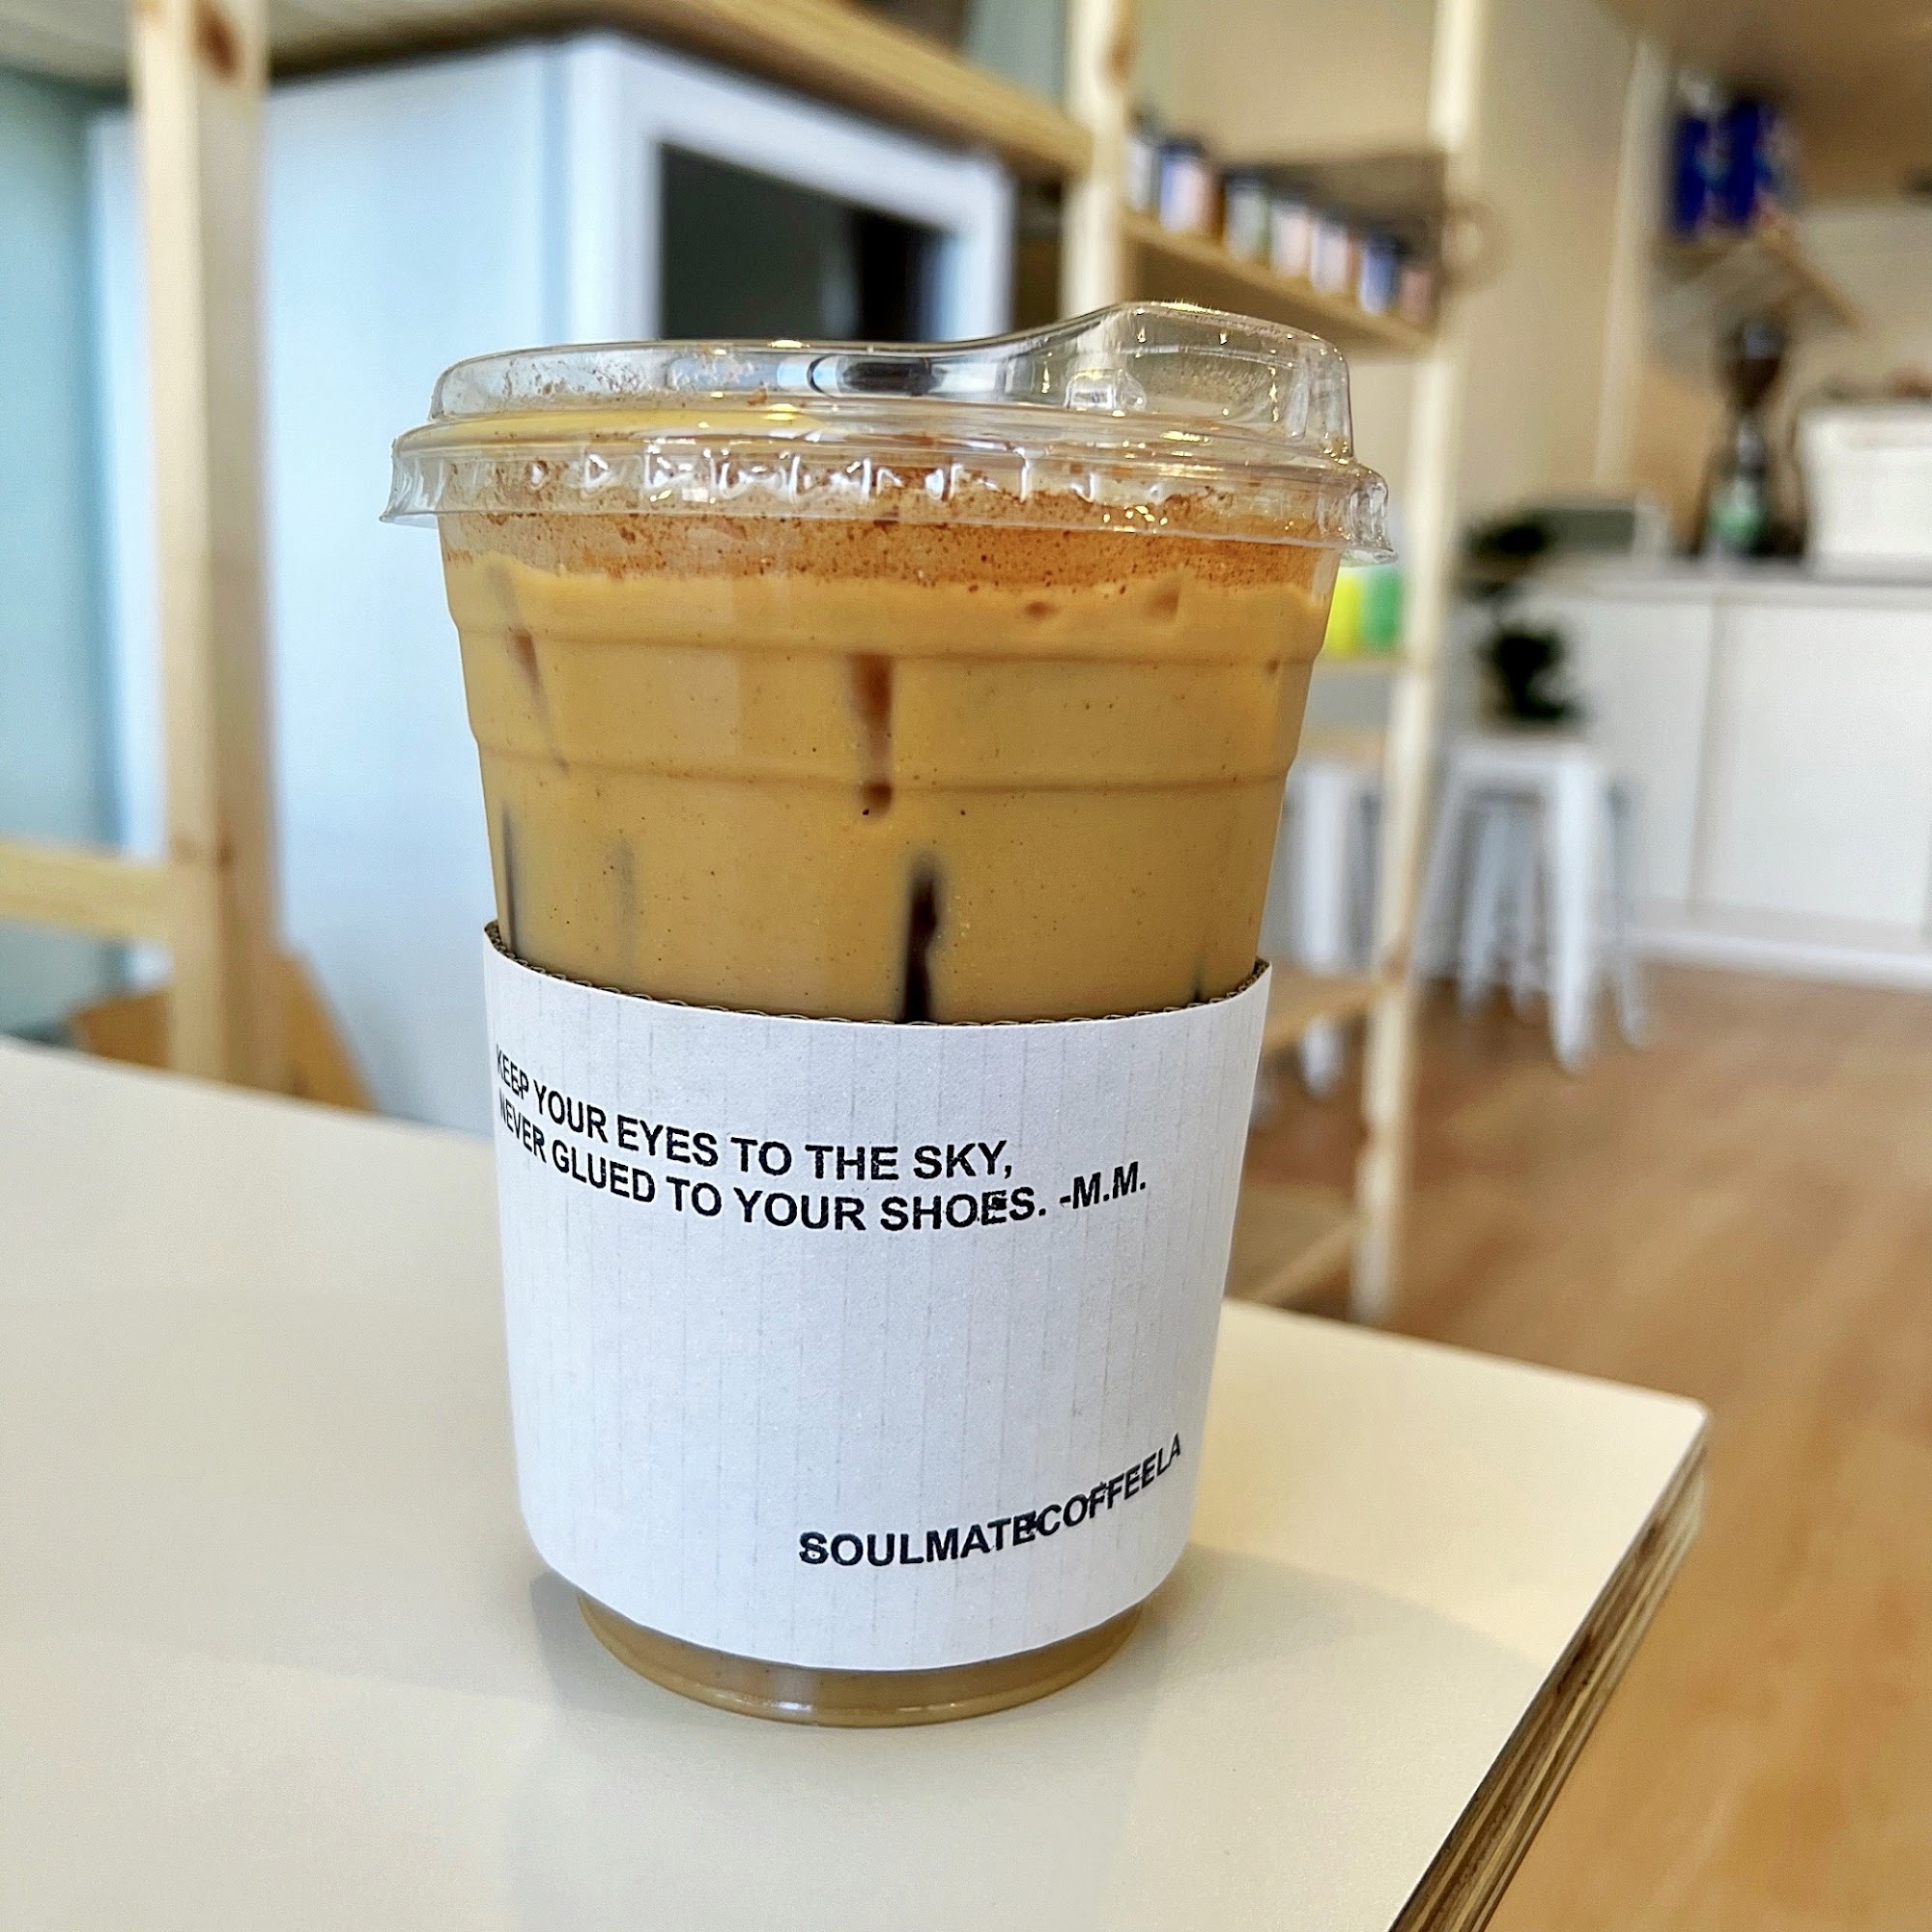 KEEP YOUR EYES TO THE SKY,
NEVER GLUED TO YOUR SHOES. -M.M.
SOULMATECOFFEELA